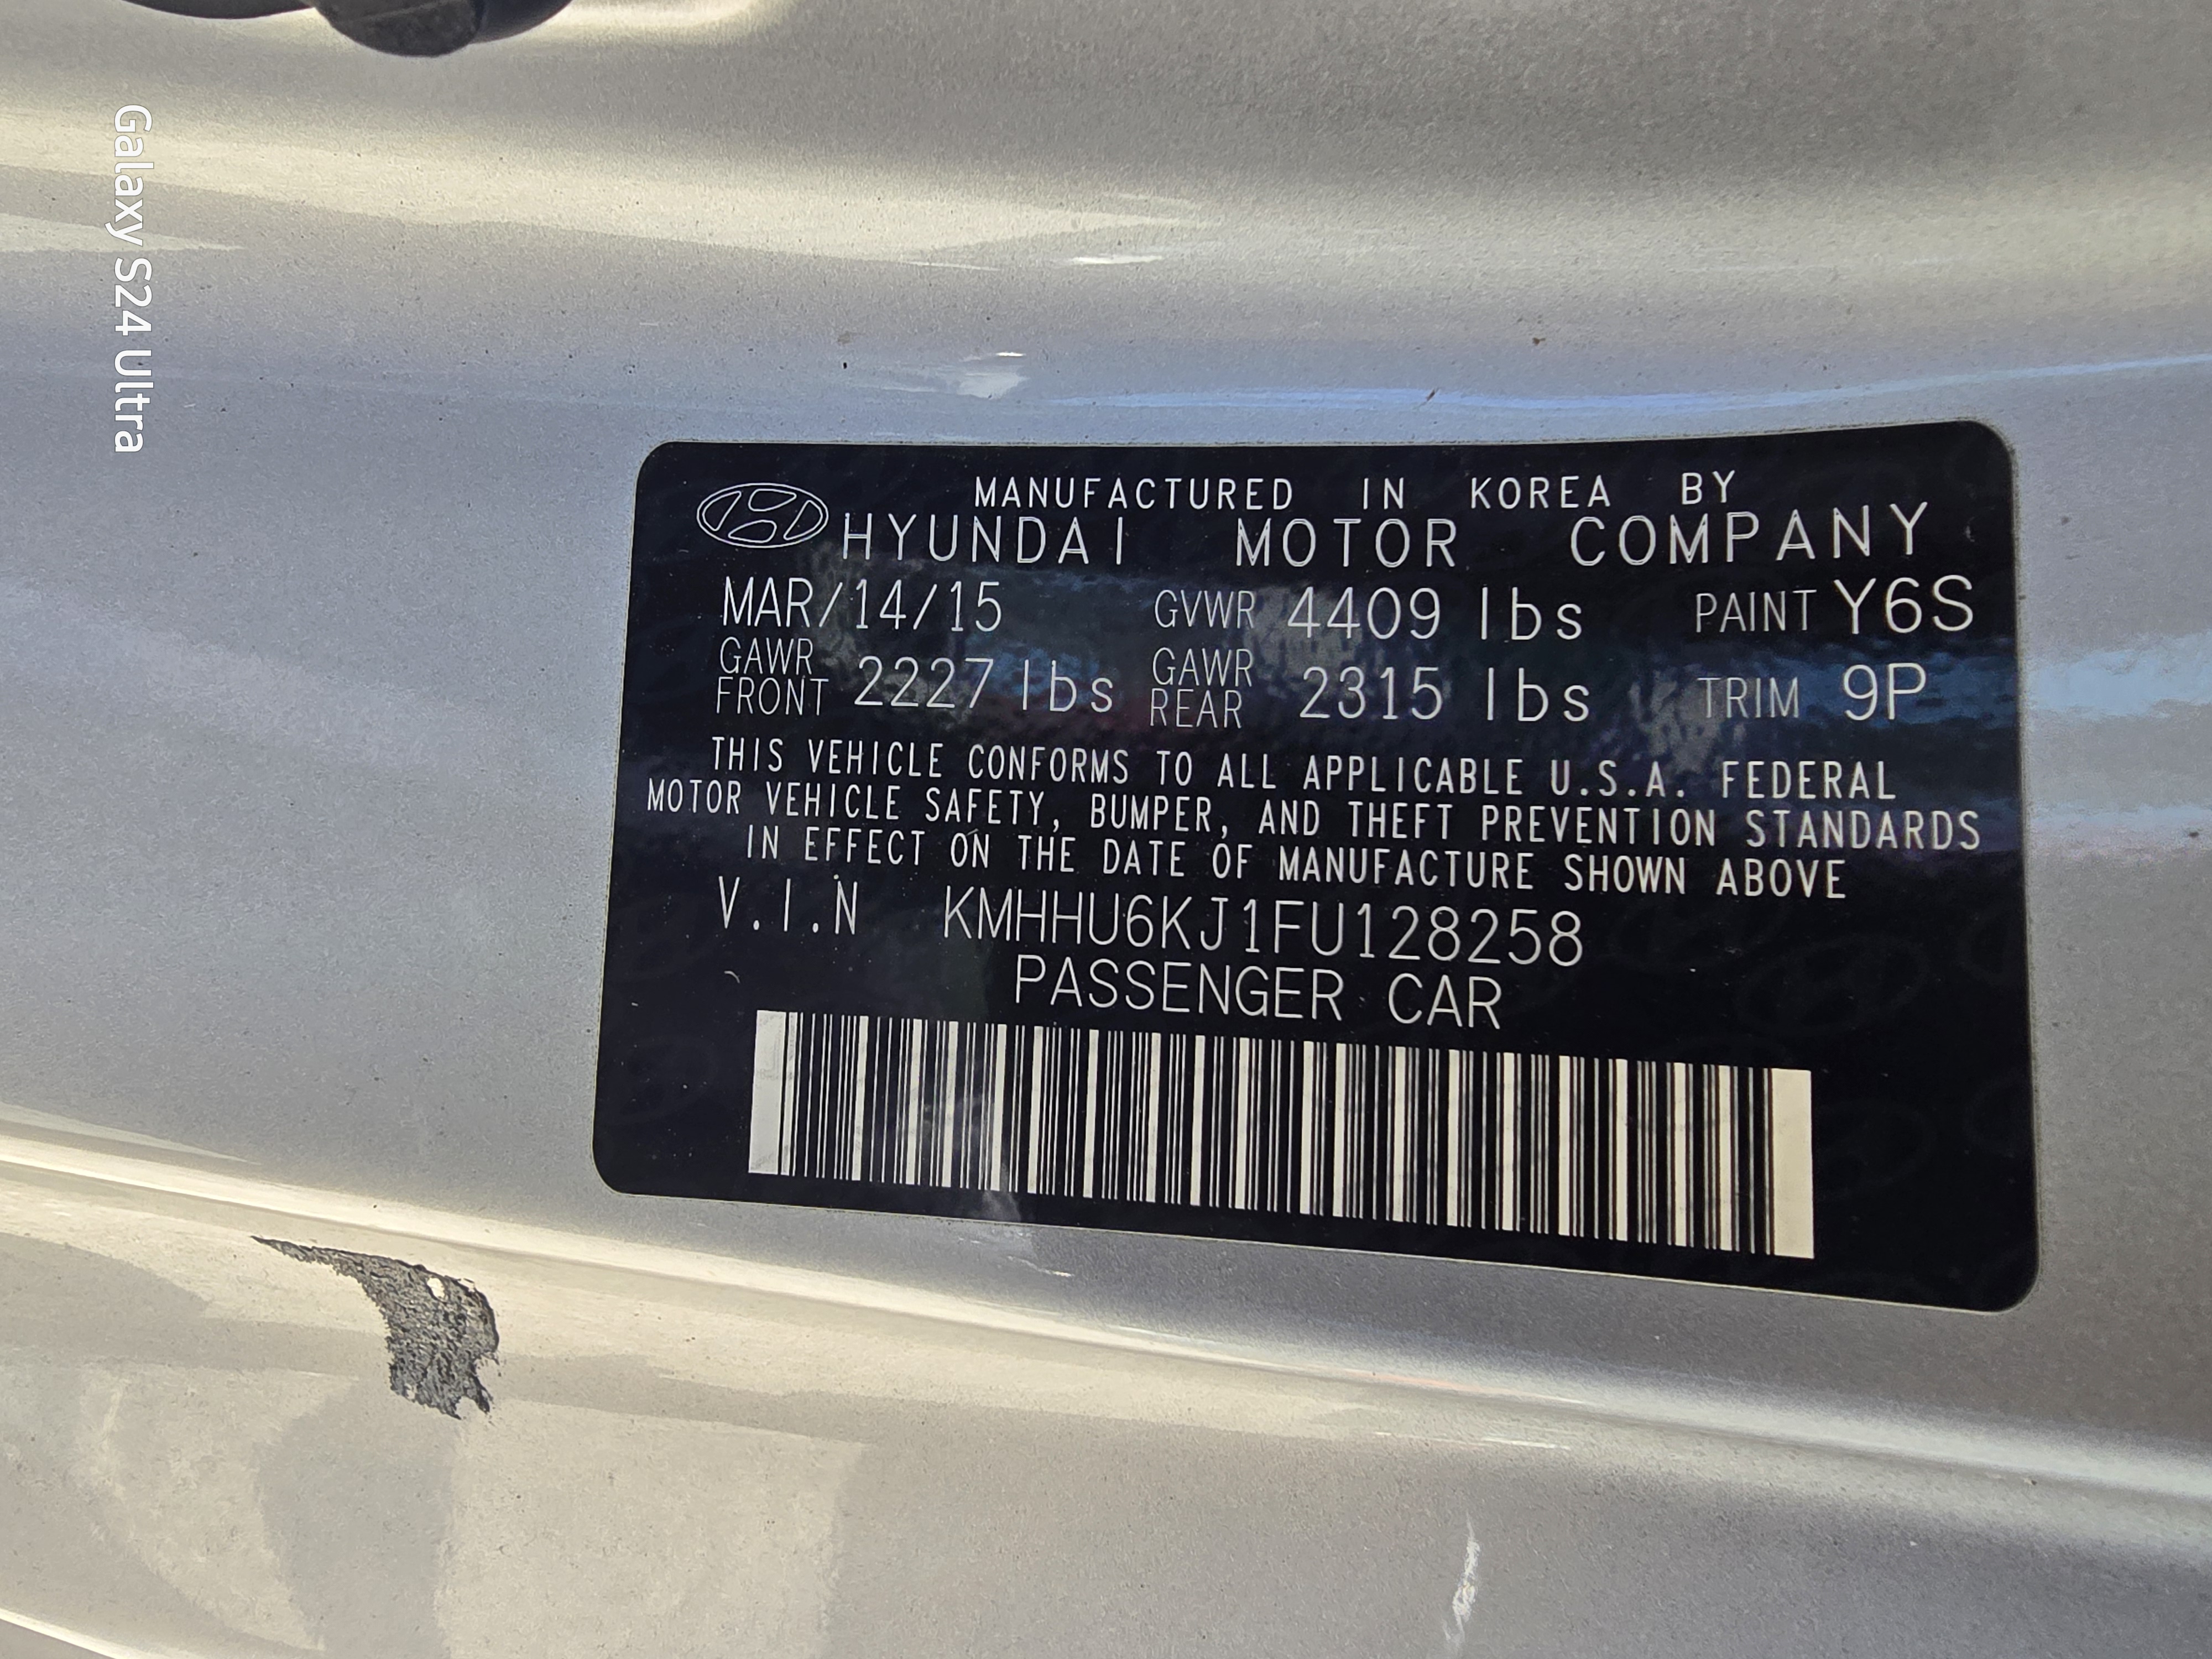 Galaxy S24 Ultra
MANUFACTURED IN KOREA BY
HYUNDAI MOTOR COMPANY
MAR/14/15 GVWR 4409 lbs PAINT Y6S
GAWR FRONT 2227 lbs GAWR REAR 2315 lbs TRIM 9P
THIS VEHICLE CONFORMS TO ALL APPLICABLE U.S.A. FEDERAL
MOTOR VEHICLE SAFETY, BUMPER, AND THEFT PREVENTION STANDARDS
IN EFFECT ON THE DATE OF MANUFACTURE SHOWN ABOVE
V.I.N KMHHU6KJ1FU128258
PASSENGER CAR